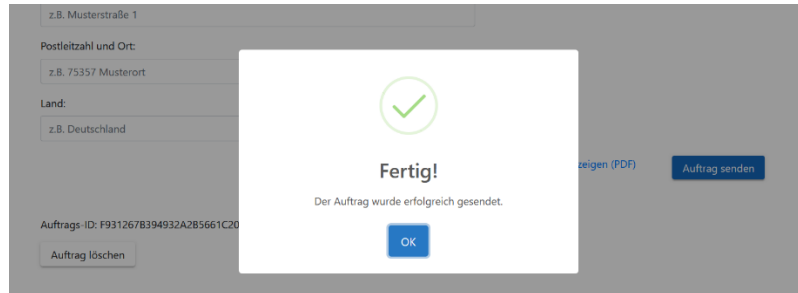 z.B. Musterstraße 1
Postleitzahl und Ort:
z.B. 75357 Musterort
Land:
z.B. Deutschland
Fertig!
zeigen (PDF)
Auftrag senden
Der Auftrag wurde erfolgreich gesendet.
Auftrags-ID: F931267B394932A2B5661C20
OK
Auftrag löschen